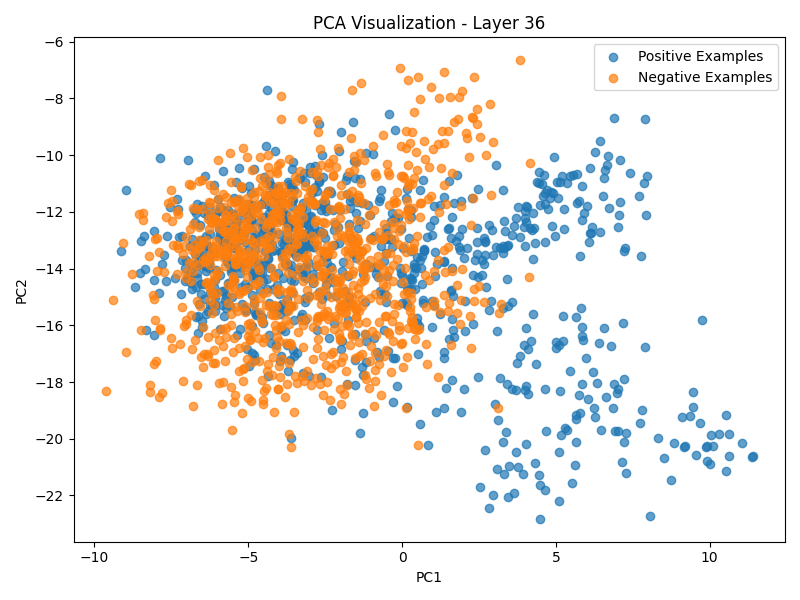 PCA Visualization - Layer 36
Positive Examples
Negative Examples
−6
−8
−10
−12
−14
−16
−18
−20
−22
PC2
−10
−5
0
5
10
PC1